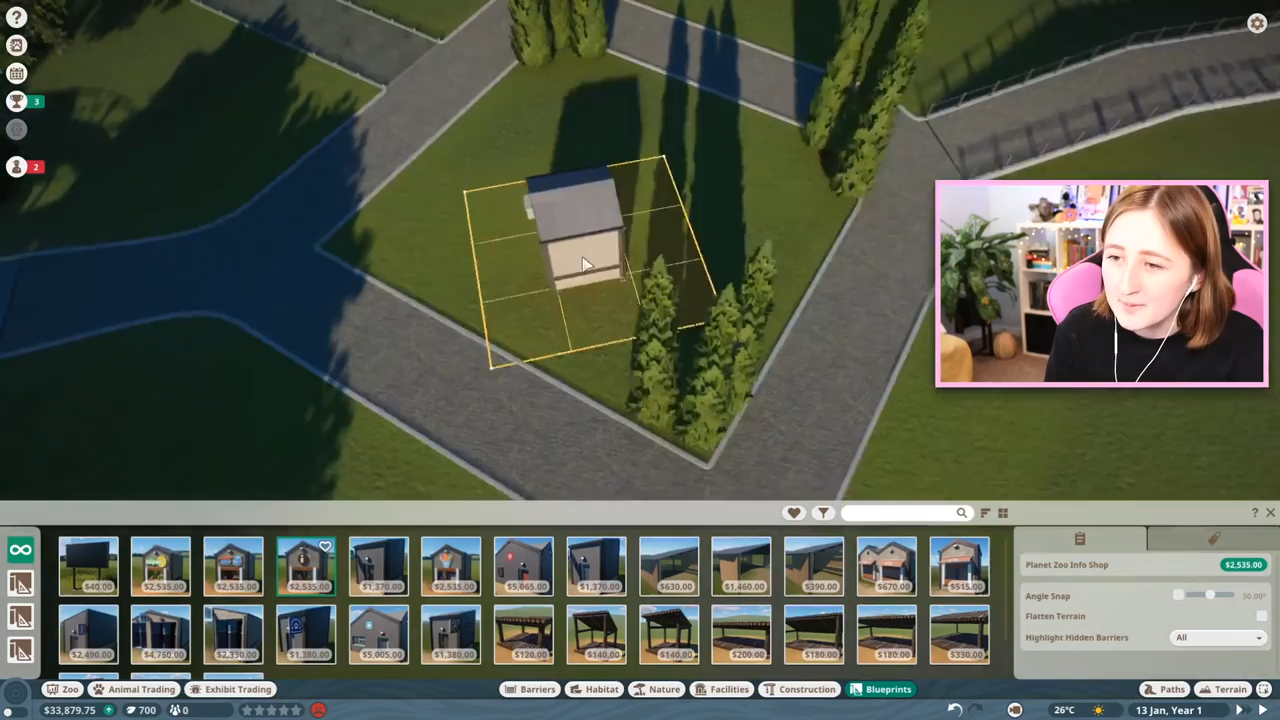 ?
3
2
? ×
$40.00 $2,535.00 $2,535.00 $2,535.00 $1,370.00 $2,535.00 $5,065.00 $1,370.00 $630.00 $1,460.00 $390.00 $670.00 $515.00
$2,490.00 $4,750.00 $2,350.00 $1,380.00 $5,005.00 $1,380.00 $120.00 $140.00 $140.00 $200.00 $180.00 $180.00 $330.00
Planet Zoo Info Shop $2,535.00
Angle Snap 30.00°
Flatten Terrain
Highlight Hidden Barriers All
Zoo Animal Trading Exhibit Trading Barriers Habitat Nature Facilities Construction Blueprints Paths Terrain
$33,879.75 700 0 26°C 13 Jan, Year 1